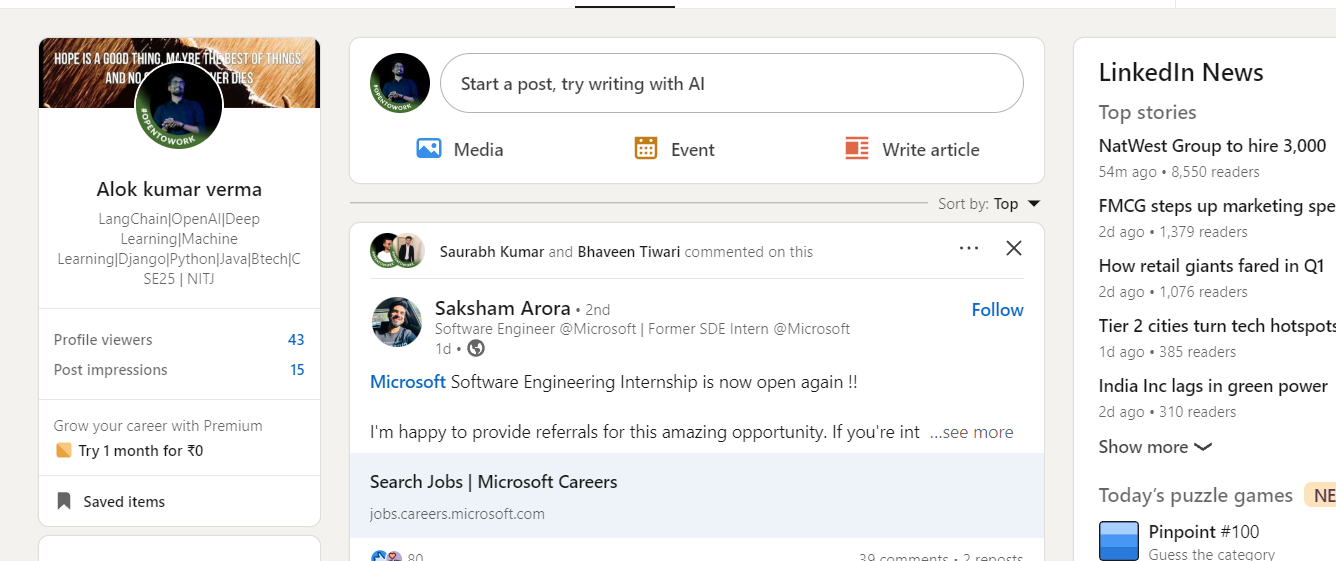 HOPE IS A GOOD THING, MAYBE THE BEST OF THINGS,
AND NO VER DIES
#OPENTOWORK
Alok kumar verma
LangChain|OpenAI|Deep
Learning|Machine
Learning|Django|Python|Java|Btech|C
SE25 | NITJ
Profile viewers 43
Post impressions 15
Grow your career with Premium
Try 1 month for ₹0
Saved items
Start a post, try writing with AI
Media Event Write article
Sort by: Top
Saurabh Kumar and Bhaveen Tiwari commented on this
Saksham Arora • 2nd
Follow
Software Engineer @Microsoft | Former SDE Intern @Microsoft
1d •
Microsoft Software Engineering Internship is now open again !!
I'm happy to provide referrals for this amazing opportunity. If you're int ...see more
Search Jobs | Microsoft Careers
jobs.careers.microsoft.com
80 39 comments • 2 reposts
LinkedIn News
Top stories
NatWest Group to hire 3,000
54m ago • 8,550 readers
FMCG steps up marketing spe
2d ago • 1,379 readers
How retail giants fared in Q1
2d ago • 1,076 readers
Tier 2 cities turn tech hotspots
1d ago • 385 readers
India Inc lags in green power
2d ago • 310 readers
Show more
Today's puzzle games NE
Pinpoint #100
Guess the category